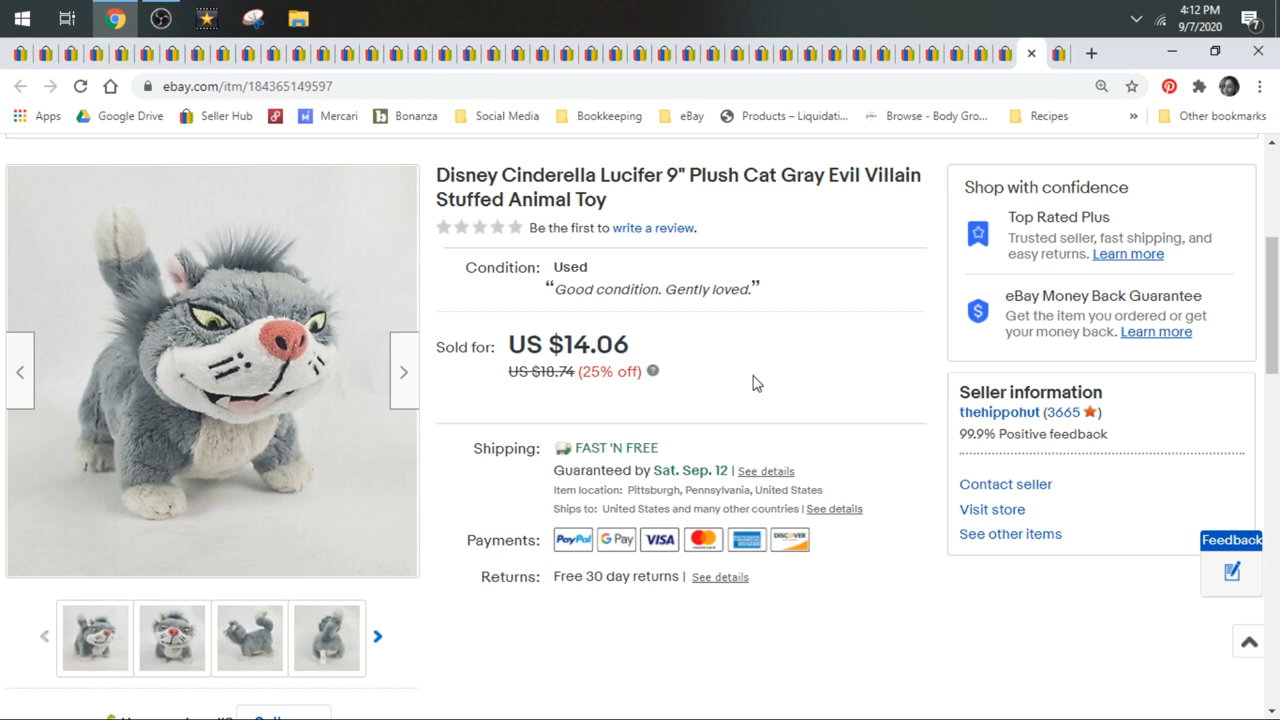 4:12 PM
9/7/2020
7
ebay.com/itm/184365149597
Apps
Google Drive
Seller Hub
Mercari
Bonanza
Social Media
Bookkeeping
eBay
Products – Liquidati...
Browse - Body Gro...
Recipes
»
Other bookmarks
Disney Cinderella Lucifer 9" Plush Cat Gray Evil Villain
Stuffed Animal Toy
Be the first to write a review.
Condition: Used
“Good condition. Gently loved.”
Sold for: US $14.06
US $18.74 (25% off) ?
Shipping: FAST 'N FREE
Guaranteed by Sat. Sep. 12 | See details
Item location: Pittsburgh, Pennsylvania, United States
Ships to: United States and many other countries | See details
Payments: PayPal G Pay VISA MasterCard AMERICAN EXPRESS DISCOVER
Returns: Free 30 day returns | See details
Shop with confidence
Top Rated Plus
Trusted seller, fast shipping, and
easy returns. Learn more
eBay Money Back Guarantee
Get the item you ordered or get
your money back. Learn more
Seller information
thehippohut (3665)
99.9% Positive feedback
Contact seller
Visit store
See other items
Feedback